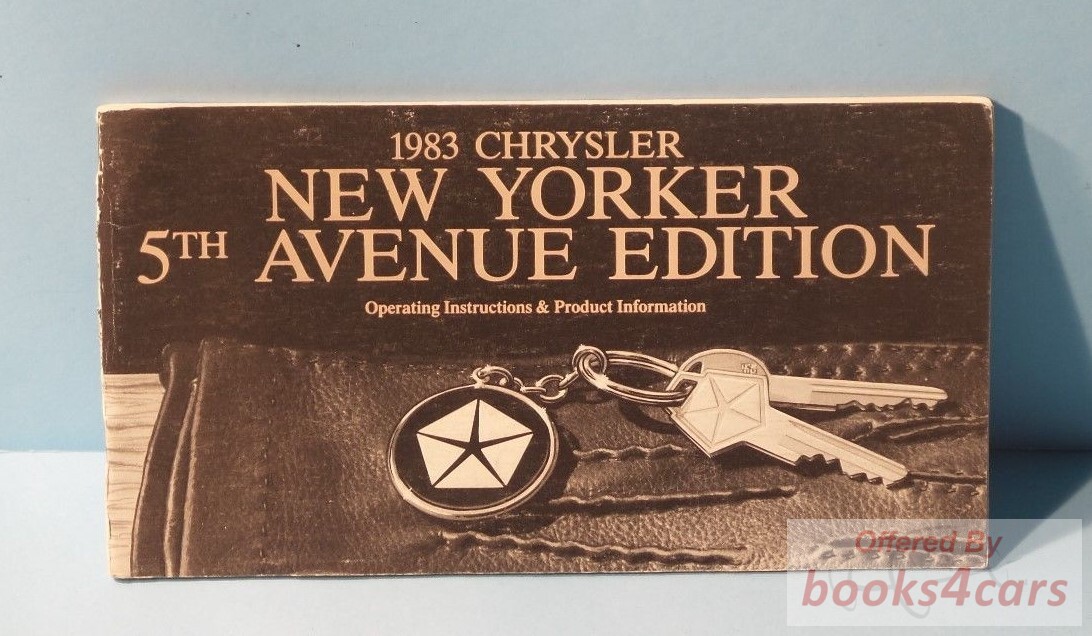 1983 CHRYSLER
NEW YORKER
5TH AVENUE EDITION
Operating Instructions & Product Information
Offered By
books4cars